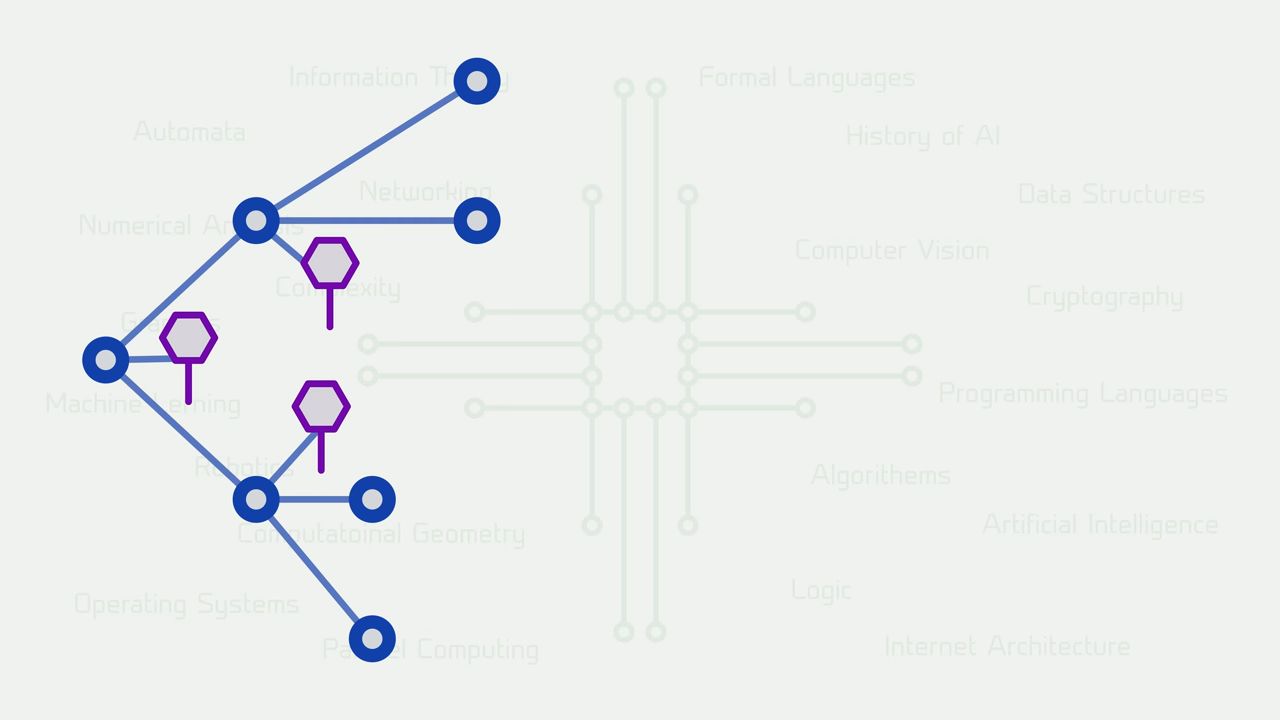 Information
Formal Languages
Automata
History of AI
Networking
Data Structures
Numerical
Computer Vision
Cryptography
Programming Languages
Machine
Robotics
Algorithems
Artificial Intelligence
Computatoinal Geometry
Logic
Operating Systems
Internet Architecture
Computing